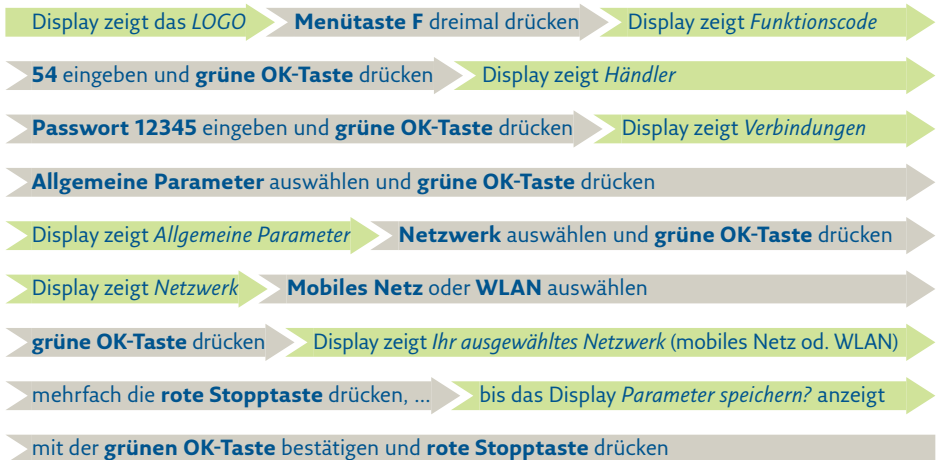 Display zeigt das LOGO Menütaste F dreimal drücken Display zeigt Funktionscode
54 eingeben und grüne OK-Taste drücken Display zeigt Händler
Passwort 12345 eingeben und grüne OK-Taste drücken Display zeigt Verbindungen
Allgemeine Parameter auswählen und grüne OK-Taste drücken
Display zeigt Allgemeine Parameter Netzwerk auswählen und grüne OK-Taste drücken
Display zeigt Netzwerk Mobiles Netz oder WLAN auswählen
grüne OK-Taste drücken Display zeigt Ihr ausgewähltes Netzwerk (mobiles Netz od. WLAN)
mehrfach die rote Stopptaste drücken, ... bis das Display Parameter speichern? anzeigt
mit der grünen OK-Taste bestätigen und rote Stopptaste drücken